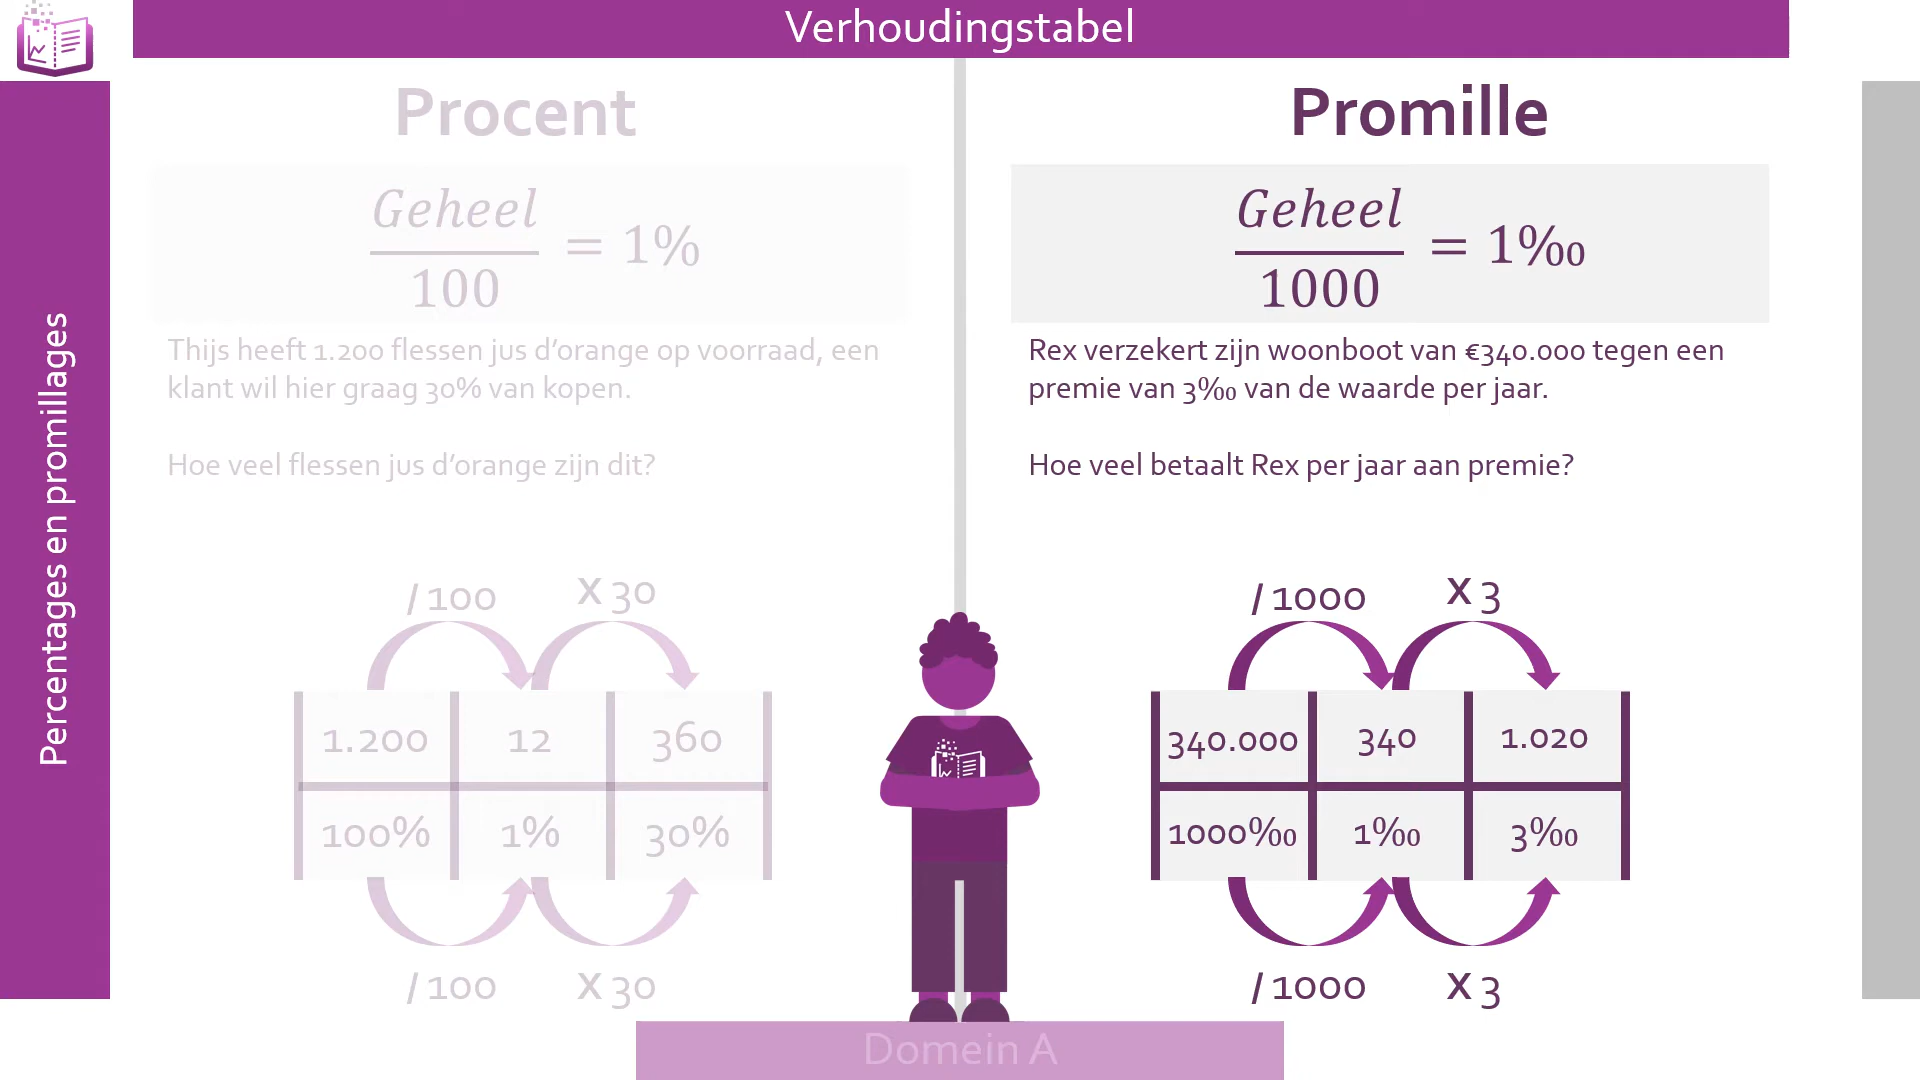 Verhoudingstabel
Percentages en promillages
Procent
Geheel
100
= 1%
Thijs heeft 1.200 flessen jus d’orange op voorraad, een
klant wil hier graag 30% van kopen.
Hoe veel flessen jus d’orange zijn dit?
/ 100 X 30
1.200 12 360
100% 1% 30%
/ 100 X 30
Promille
Geheel
1000
= 1‰
Rex verzekert zijn woonboot van €340.000 tegen een
premie van 3‰ van de waarde per jaar.
Hoe veel betaalt Rex per jaar aan premie?
/ 1000 X 3
340.000 340 1.020
1000‰ 1‰ 3‰
/ 1000 X 3
Domein A